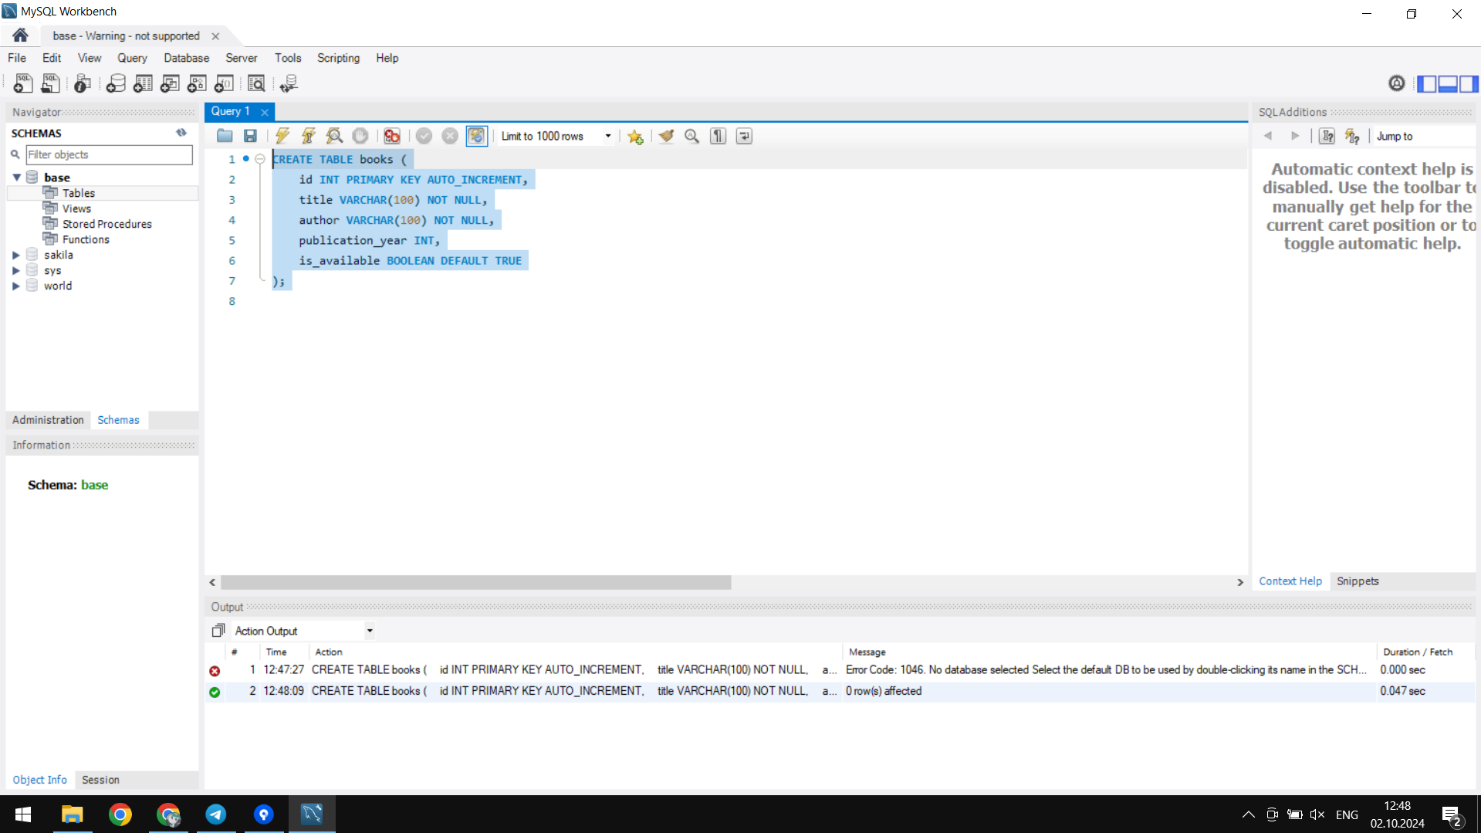 MySQL Workbench
base - Warning - not supported
File Edit View Query Database Server Tools Scripting Help
Navigator
SCHEMAS
Filter objects
base
Tables
Views
Stored Procedures
Functions
sakila
sys
world
Administration Schemas
Information
Schema: base
Object Info Session
Query 1
Limit to 1000 rows
1 CREATE TABLE books (
2 id INT PRIMARY KEY AUTO_INCREMENT,
3 title VARCHAR(100) NOT NULL,
4 author VARCHAR(100) NOT NULL,
5 publication_year INT,
6 is_available BOOLEAN DEFAULT TRUE
7 );
8
SQLAdditions
Jump to
Automatic context help is
disabled. Use the toolbar to
manually get help for the
current caret position or to
toggle automatic help.
Context Help Snippets
Output
Action Output
# Time Action Message Duration / Fetch
1 12:47:27 CREATE TABLE books ( id INT PRIMARY KEY AUTO_INCREMENT, title VARCHAR(100) NOT NULL, a... Error Code: 1046. No database selected Select the default DB to be used by double-clicking its name in the SCH... 0.000 sec
2 12:48:09 CREATE TABLE books ( id INT PRIMARY KEY AUTO_INCREMENT, title VARCHAR(100) NOT NULL, a... 0 row(s) affected 0.047 sec
ENG
12:48
02.10.2024
2